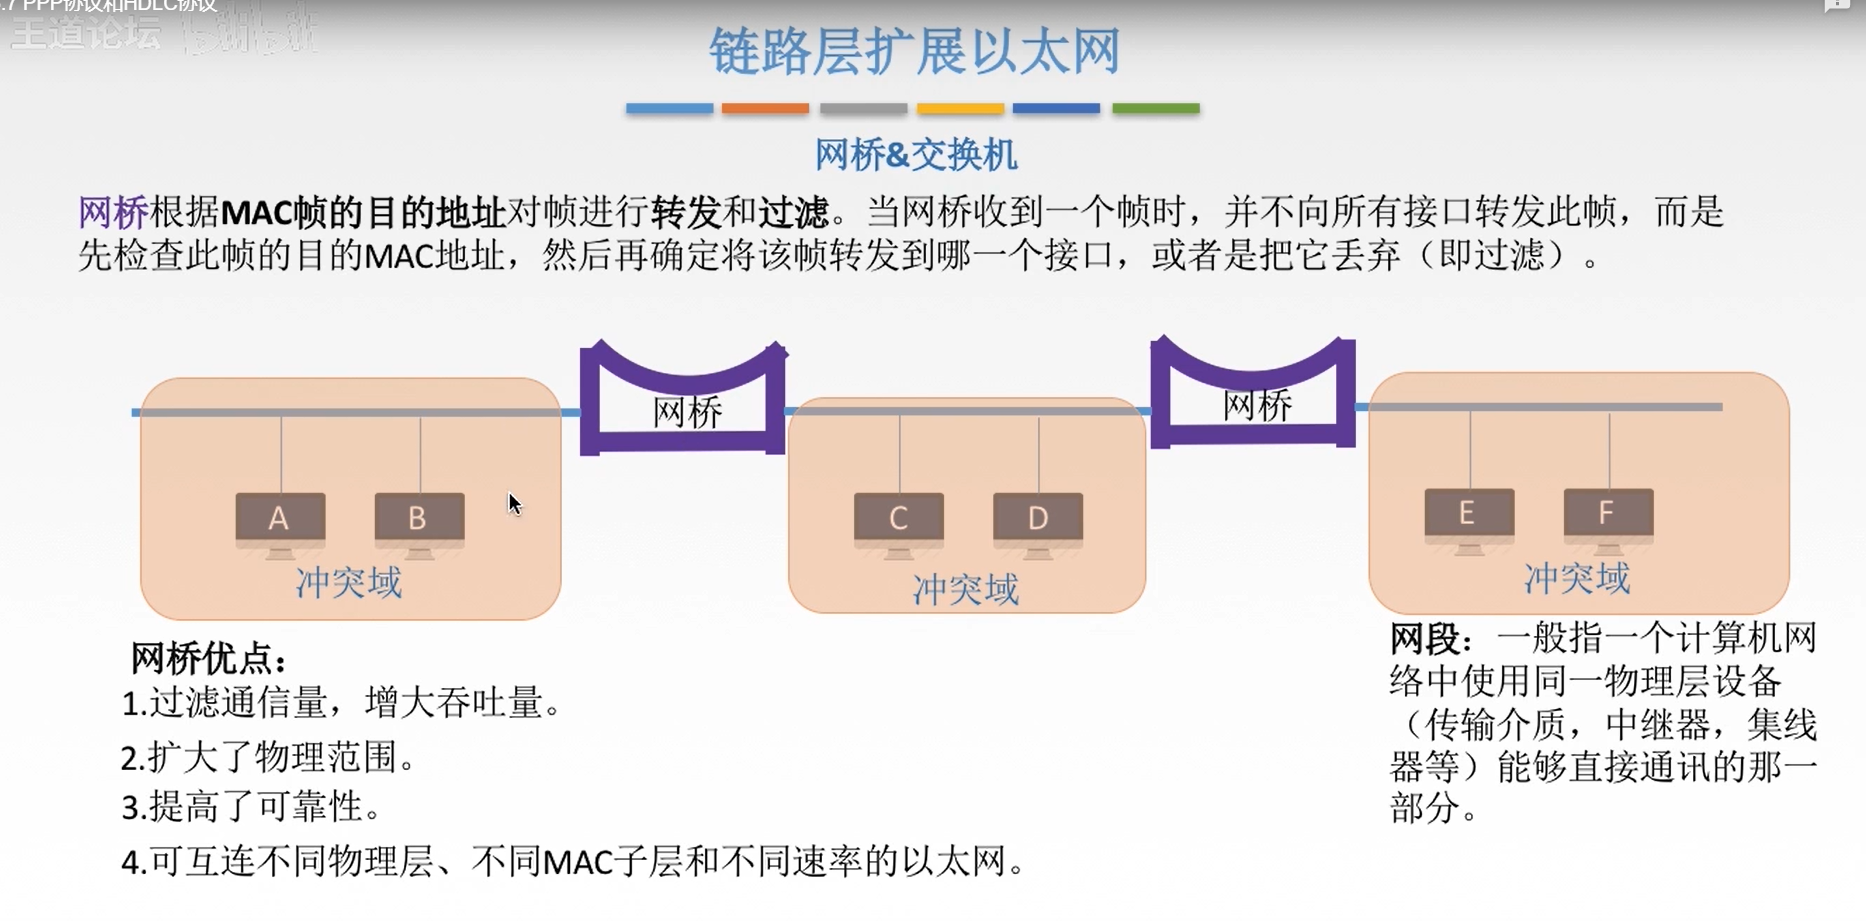 .7 PPP协议和HDLC协议
王道论坛 bilibili
链路层扩展以太网
网桥&交换机
网桥根据MAC帧的目的地址对帧进行转发和过滤。当网桥收到一个帧时，并不向所有接口转发此帧，而是
先检查此帧的目的MAC地址，然后再确定将该帧转发到哪一个接口，或者是把它丢弃（即过滤）。
网桥
网桥
A
B
C
D
E
F
冲突域
冲突域
冲突域
网桥优点：
1.过滤通信量，增大吞吐量。
2.扩大了物理范围。
3.提高了可靠性。
4.可互连不同物理层、不同MAC子层和不同速率的以太网。
网段：一般指一个计算机网
络中使用同一物理层设备
（传输介质，中继器，集线
器等）能够直接通讯的那一
部分。